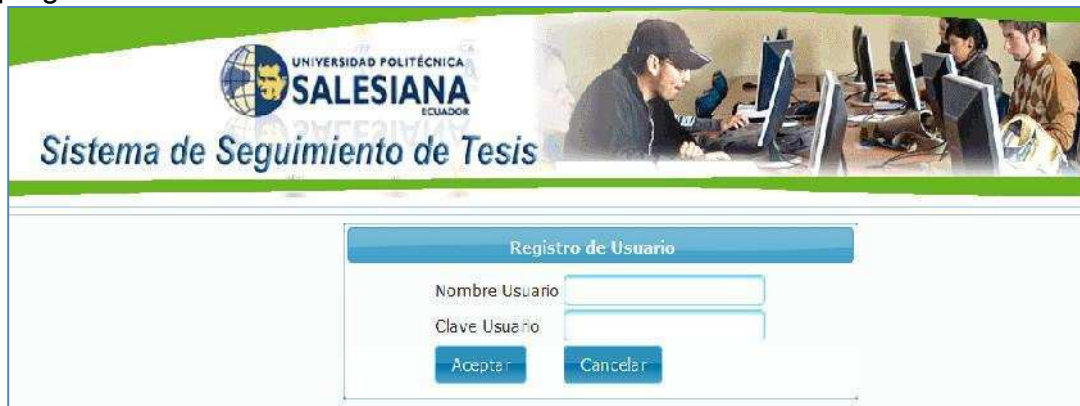 UNIVERSIDAD POLITÉCNICA
SALESIANA
ECUADOR
Sistema de Seguimiento de Tesis
Registro de Usuario
Nombre Usuario
Clave Usuario
Aceptar
Cancelar